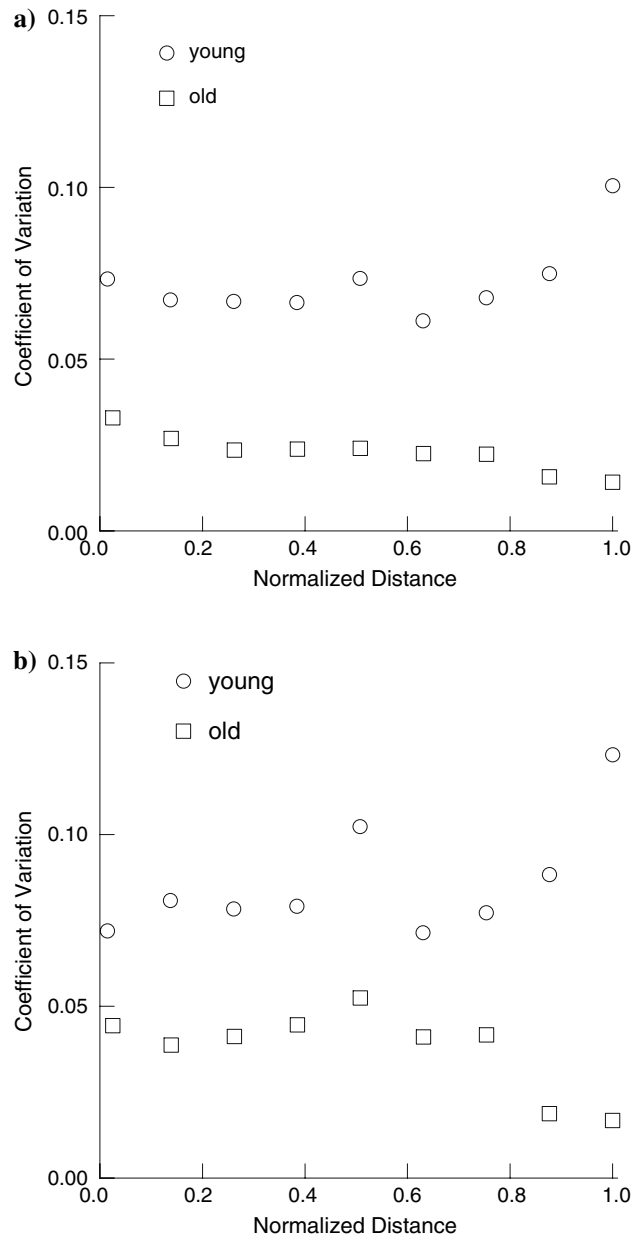 a) 0.15
young
old
0.10
Coefficient of Variation
0.05
0.00
0.0 0.2 0.4 0.6 0.8 1.0
Normalized Distance
b) 0.15
young
old
0.10
Coefficient of Variation
0.05
0.00
0.0 0.2 0.4 0.6 0.8 1.0
Normalized Distance